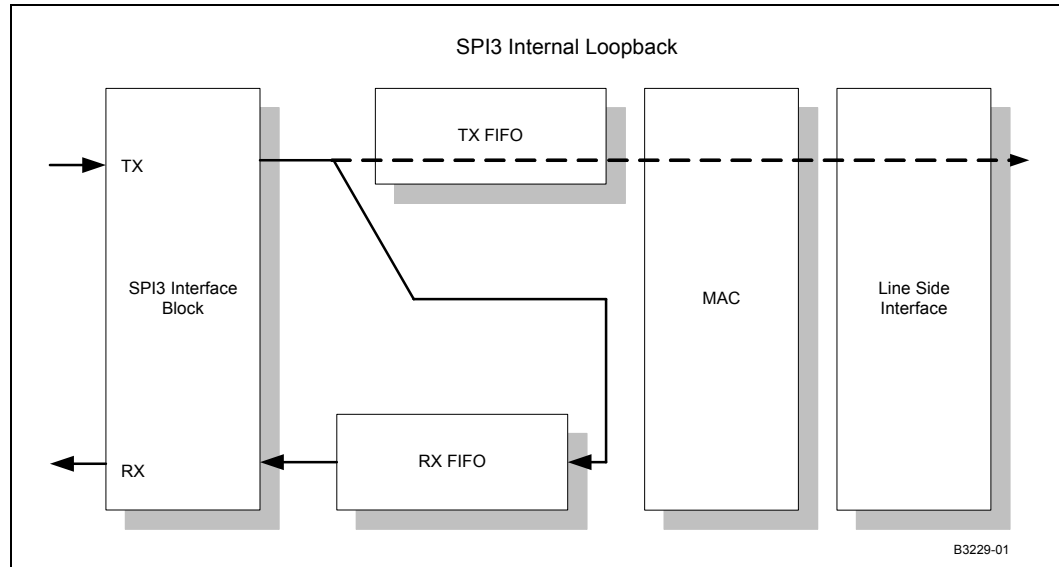 SPI3 Internal Loopback
TX FIFO
TX
SPI3 Interface
Block
MAC
Line Side
Interface
RX FIFO
RX
B3229-01